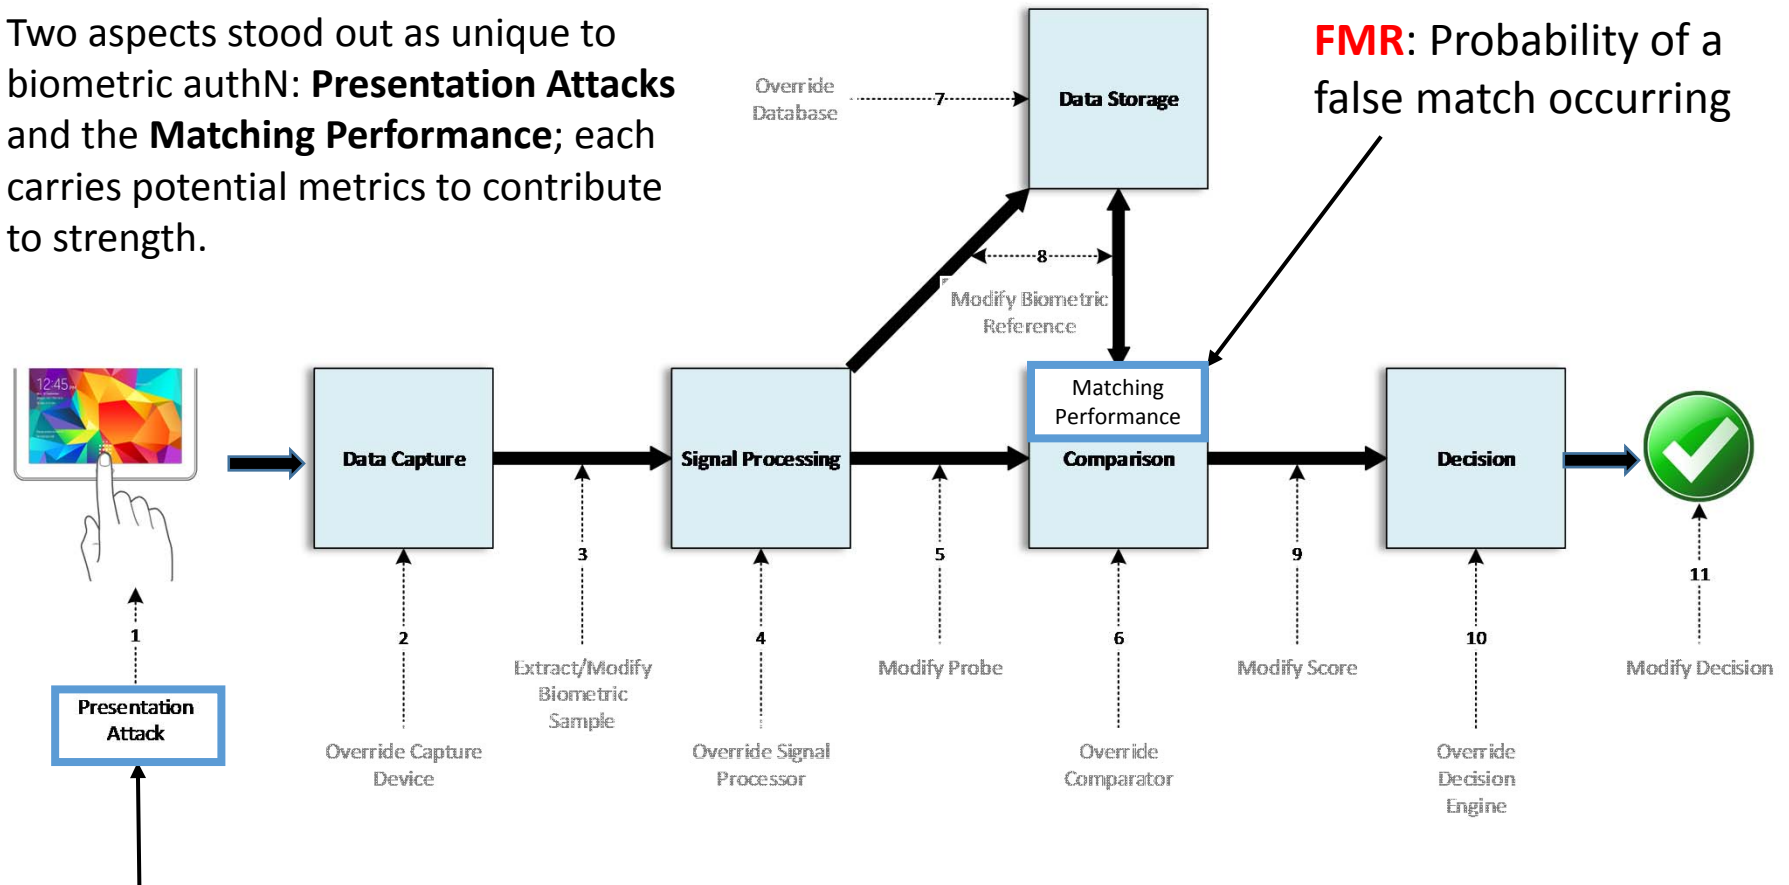 Two aspects stood out as unique to
biometric authN: Presentation Attacks
and the Matching Performance; each
carries potential metrics to contribute
to strength.
FMR: Probability of a
false match occurring
Override
Database
7
Data Storage
8
Modify Biometric
Reference
12:45
Matching
Performance
Data Capture
Signal Processing
Comparison
Decision
1
2
3
4
5
6
9
10
11
Presentation
Attack
Override Capture
Device
Extract/Modify
Biometric
Sample
Override Signal
Processor
Modify Probe
Override
Comparator
Modify Score
Override
Decision
Engine
Modify Decision